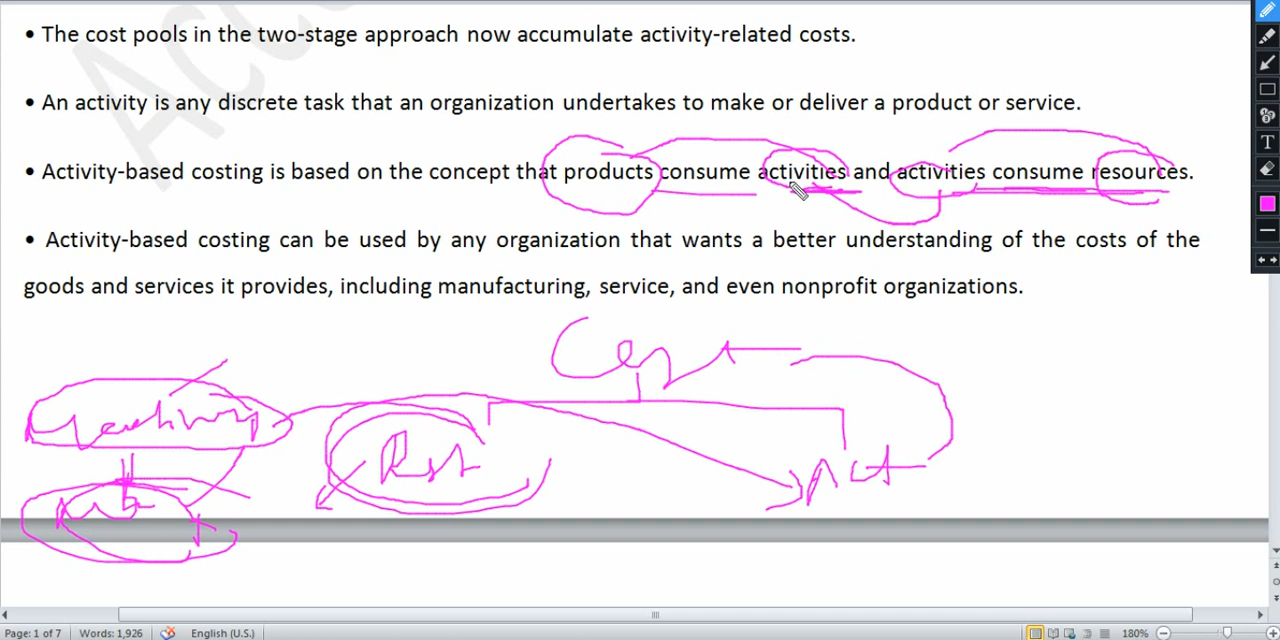 • The cost pools in the two-stage approach now accumulate activity-related costs.
• An activity is any discrete task that an organization undertakes to make or deliver a product or service.
• Activity-based costing is based on the concept that products consume activities and activities consume resources.
• Activity-based costing can be used by any organization that wants a better understanding of the costs of the
goods and services it provides, including manufacturing, service, and even nonprofit organizations.
Act
Page: 1 of 7 Words: 1,926 English (U.S.) 180%